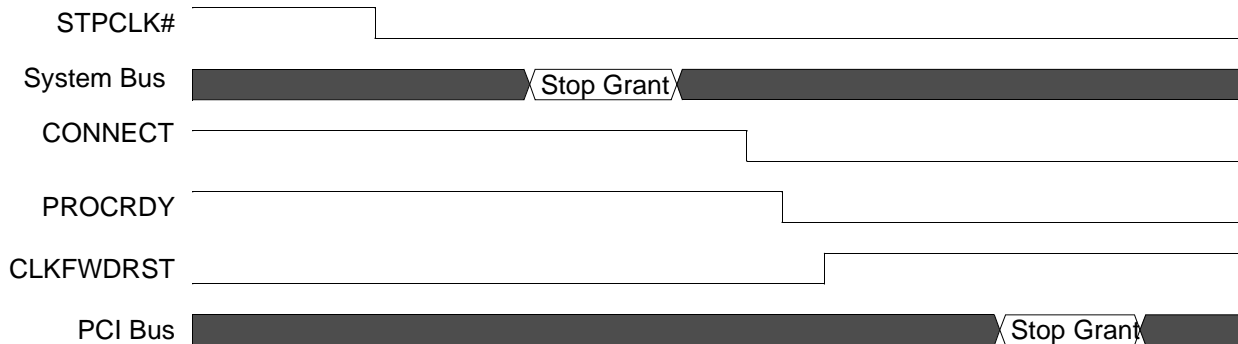 STPCLK#
System Bus Stop Grant
CONNECT
PROCRDY
CLKFWDRST
PCI Bus Stop Grant